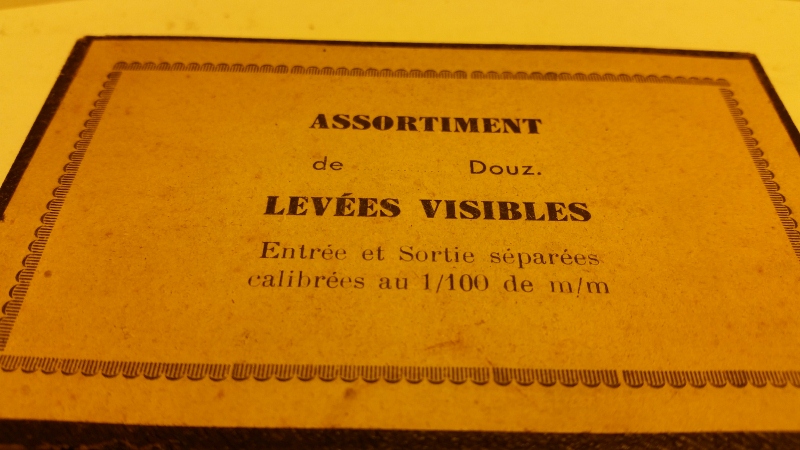 ASSORTIMENT
de Douz.
LEVÉES VISIBLES
Entrée et Sortie séparées
calibrées au 1/100 de m/m